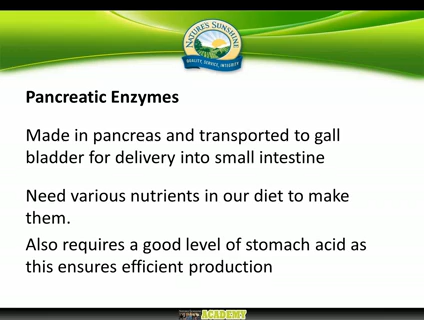 NATURE'S SUNSHINE
QUALITY, SERVICE, INTEGRITY
Pancreatic Enzymes
Made in pancreas and transported to gall
bladder for delivery into small intestine
Need various nutrients in our diet to make
them.
Also requires a good level of stomach acid as
this ensures efficient production
ACADEMY